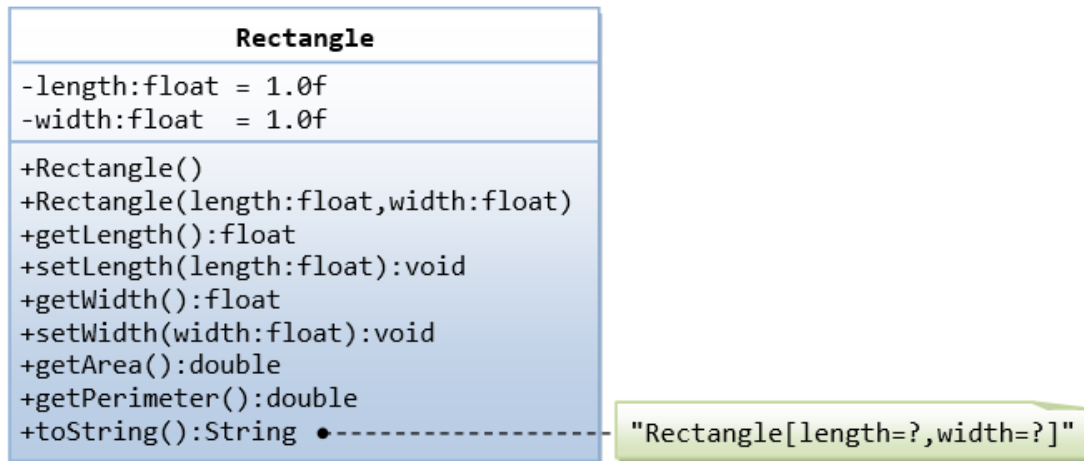 Rectangle
-length:float = 1.0f
-width:float  = 1.0f
+Rectangle()
+Rectangle(length:float,width:float)
+getLength():float
+setLength(length:float):void
+getWidth():float
+setWidth(width:float):void
+getArea():double
+getPerimeter():double
+toString():String
"Rectangle[length=?,width=?]"